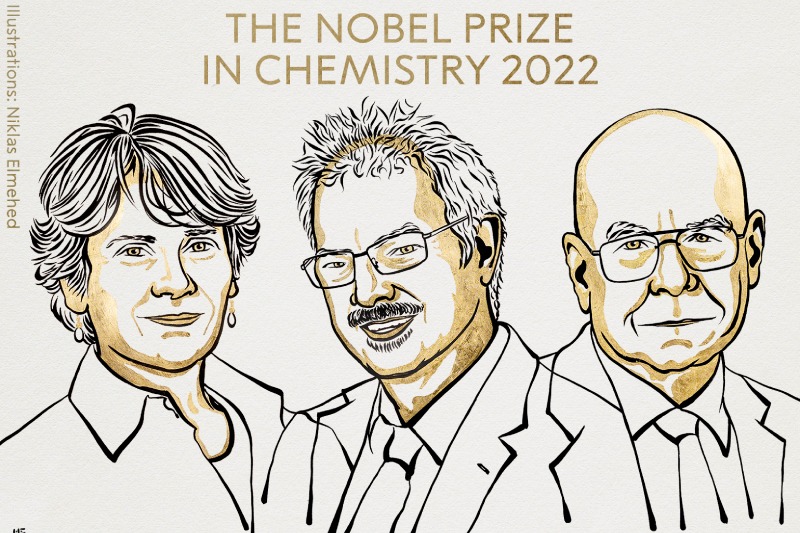 THE NOBEL PRIZE
IN CHEMISTRY 2022
Illustrations: Niklas Elmehed